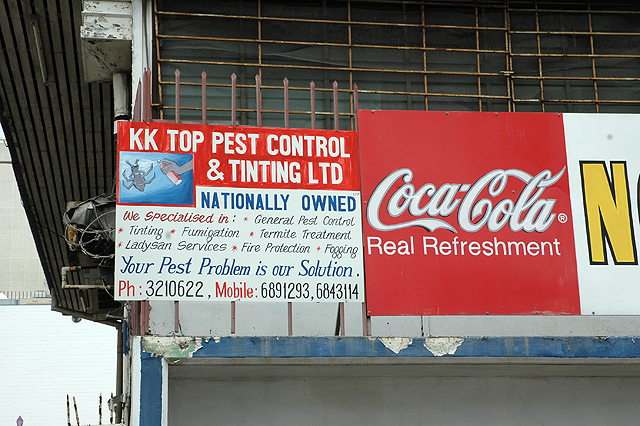 KK TOP PEST CONTROL
& TINTING LTD
NATIONALLY OWNED
We Specialised in : * General Pest Control
* Tinting * Fumigation * Termite Treatment
* Ladysan Services * Fire Protection * Fogging
Your Pest Problem is our Solution.
Ph : 3210622, Mobile: 6891293, 6843114
Coca-Cola ®
Real Refreshment
N